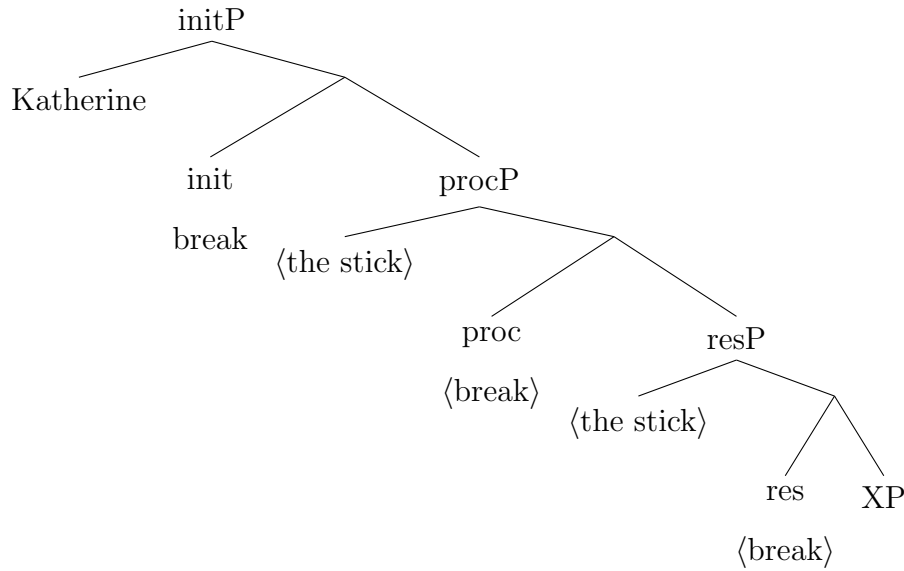 initP
Katherine
init
procP
break
⟨the stick⟩
proc
resP
⟨break⟩
⟨the stick⟩
res
XP
⟨break⟩